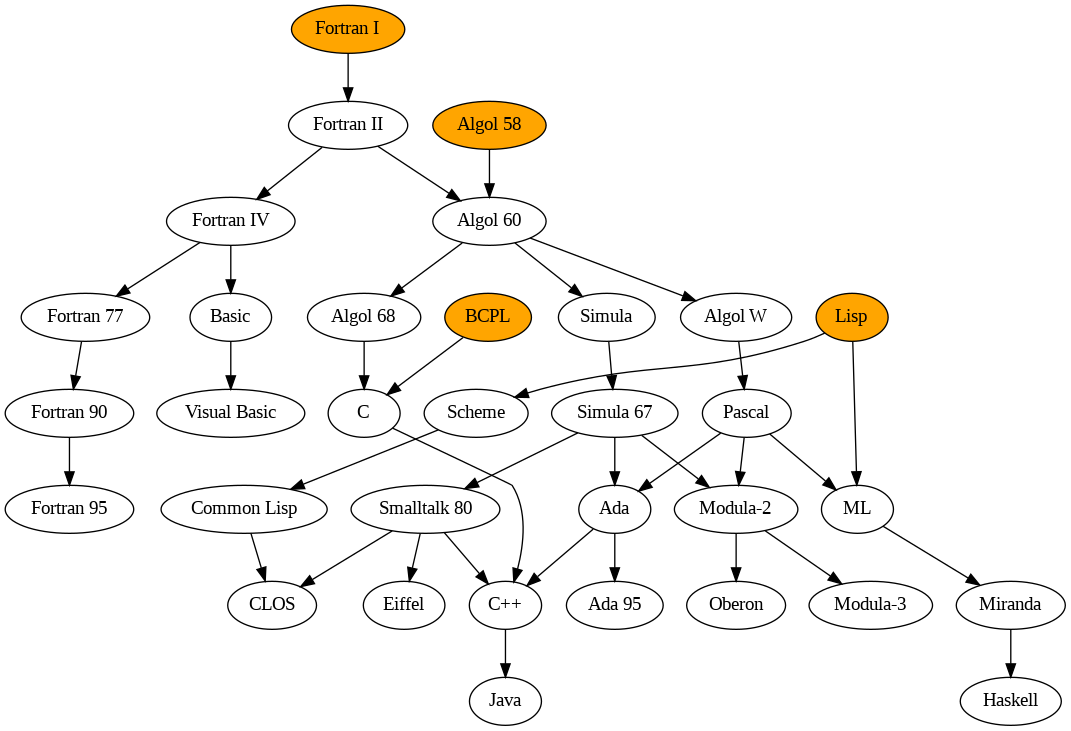 Fortran I
Fortran II
Algol 58
Fortran IV
Algol 60
Fortran 77
Basic
Algol 68
BCPL
Simula
Algol W
Lisp
Fortran 90
Visual Basic
C
Scheme
Simula 67
Pascal
Fortran 95
Common Lisp
Smalltalk 80
Ada
Modula-2
ML
CLOS
Eiffel
C++
Ada 95
Oberon
Modula-3
Miranda
Java
Haskell